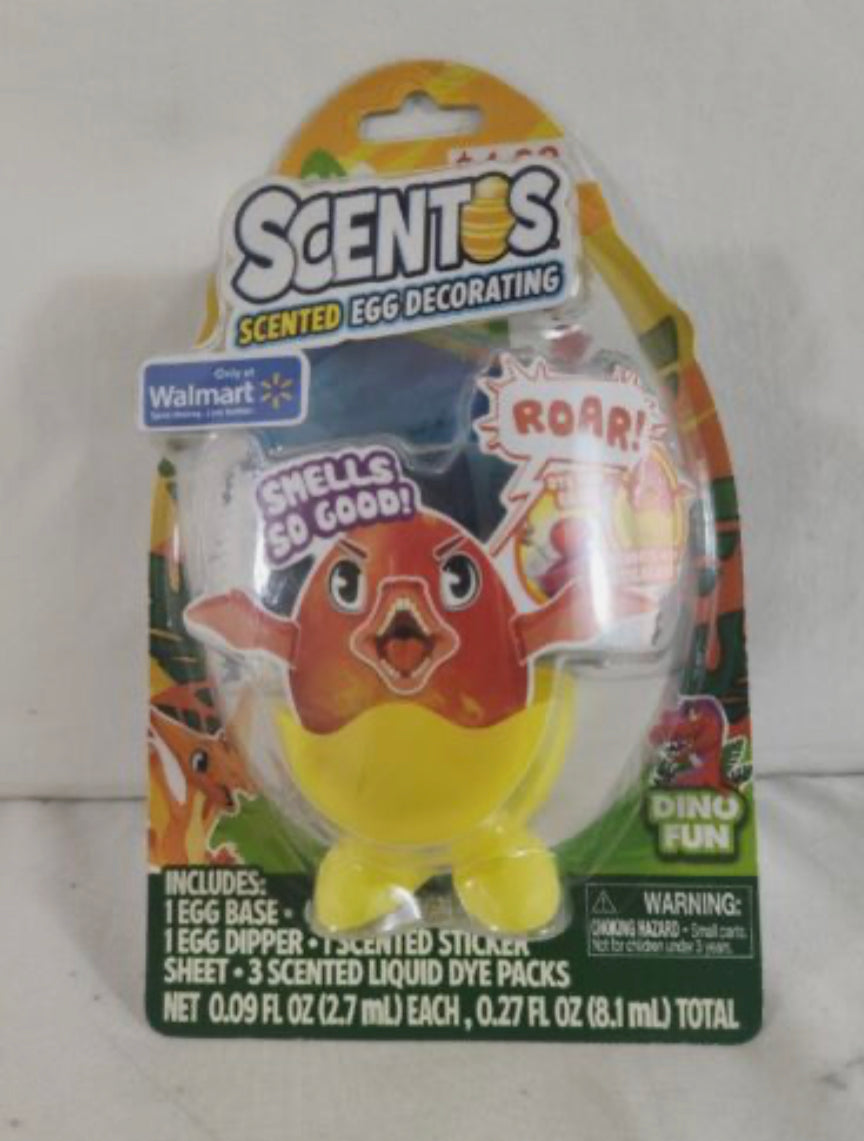 SCENTOS
SCENTED EGG DECORATING
Only at
Walmart
ROAR!
SMELLS
SO GOOD!
DINO
FUN
INCLUDES:
1 EGG BASE •
1 EGG DIPPER • 1 SCENTED STICKER
SHEET • 3 SCENTED LIQUID DYE PACKS
NET 0.09 FL OZ (2.7 mL) EACH , 0.27 FL OZ (8.1 mL) TOTAL
WARNING:
CHOKING HAZARD - Small parts.
Not for children under 3 years.